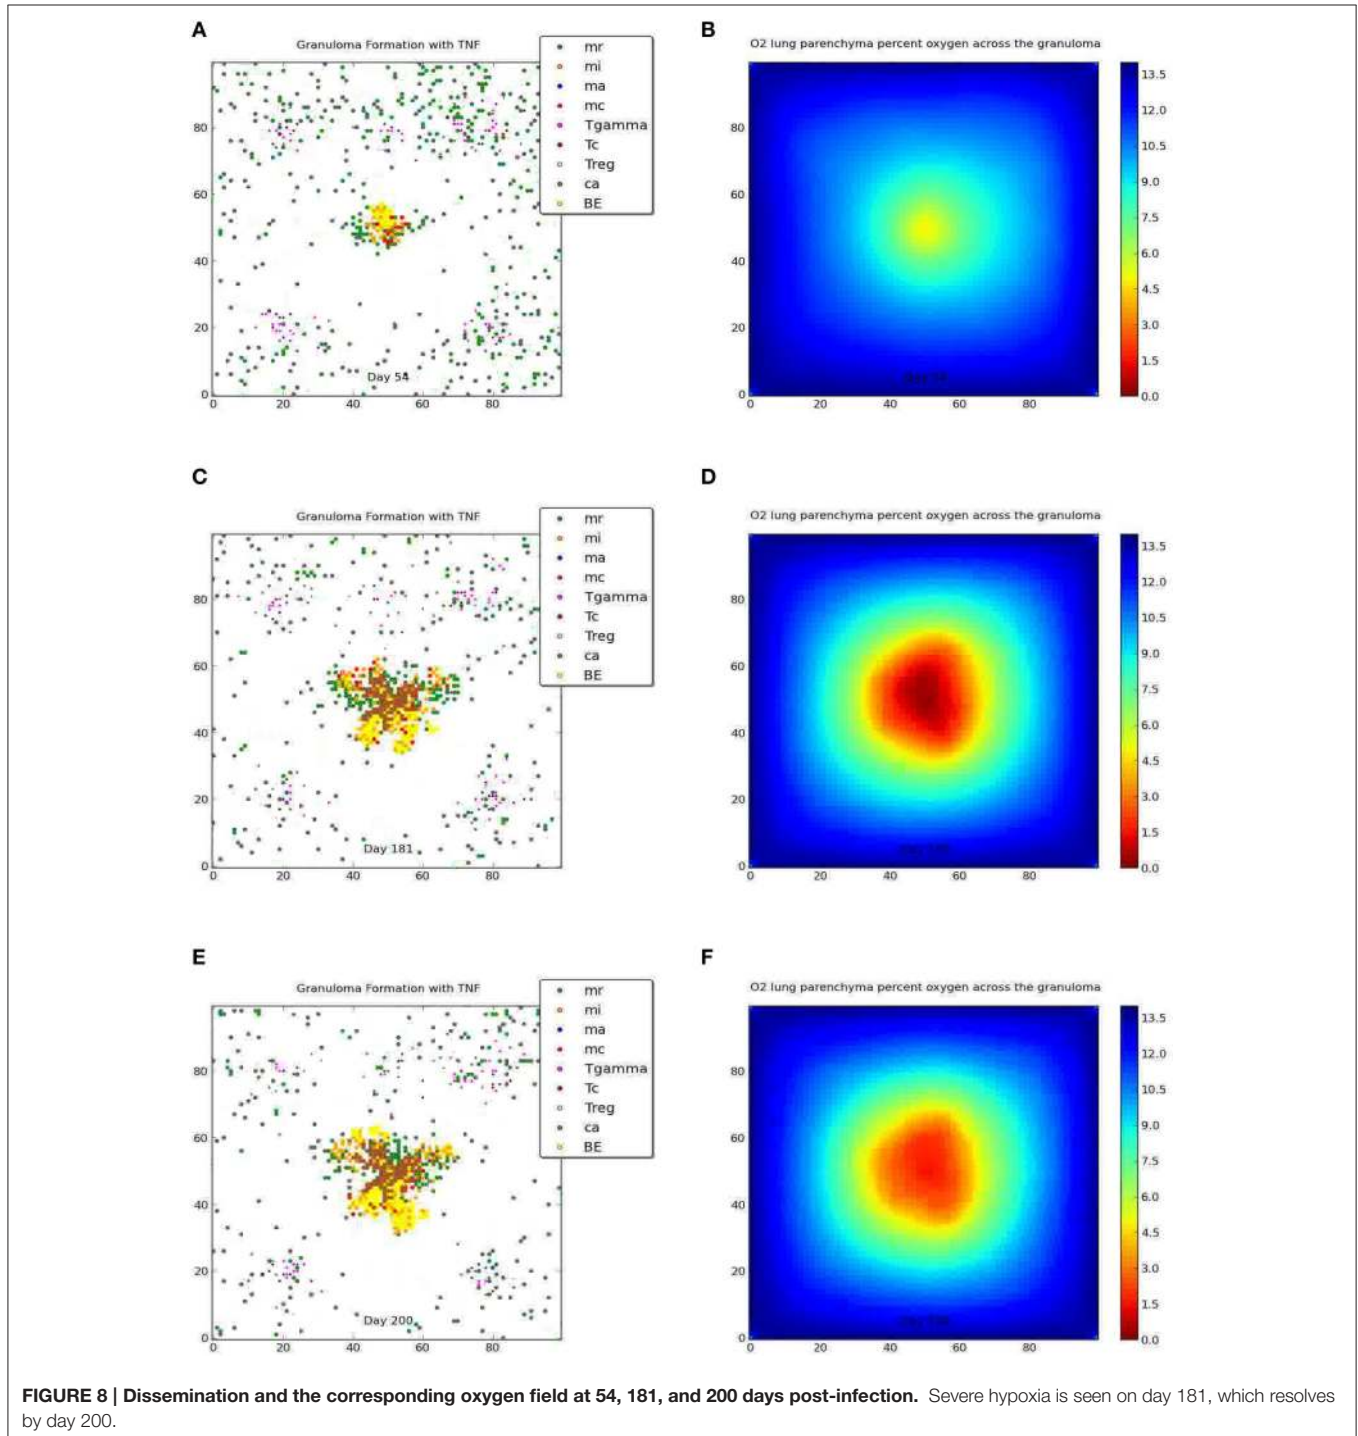 A
Granuloma Formation with TNF
mr
mi
ma
mc
Tgamma
Tc
Treg
ca
BE
80
60
40
20
0
Day 54
0 20 40 60 80
B
O2 lung parenchyma percent oxygen across the granuloma
80
60
40
20
0
0 20 40 60 80
13.5
12.0
10.5
9.0
7.5
6.0
4.5
3.0
1.5
0.0
C
Granuloma Formation with TNF
mr
mi
ma
mc
Tgamma
Tc
Treg
ca
BE
80
60
40
20
0
Day 181
0 20 40 60 80
D
O2 lung parenchyma percent oxygen across the granuloma
80
60
40
20
0
0 20 40 60 80
13.5
12.0
10.5
9.0
7.5
6.0
4.5
3.0
1.5
0.0
E
Granuloma Formation with TNF
mr
mi
ma
mc
Tgamma
Tc
Treg
ca
BE
80
60
40
20
0
Day 200
0 20 40 60 80
F
O2 lung parenchyma percent oxygen across the granuloma
80
60
40
20
0
0 20 40 60 80
13.5
12.0
10.5
9.0
7.5
6.0
4.5
3.0
1.5
0.0
FIGURE 8 | Dissemination and the corresponding oxygen field at 54, 181, and 200 days post-infection. Severe hypoxia is seen on day 181, which resolves
by day 200.